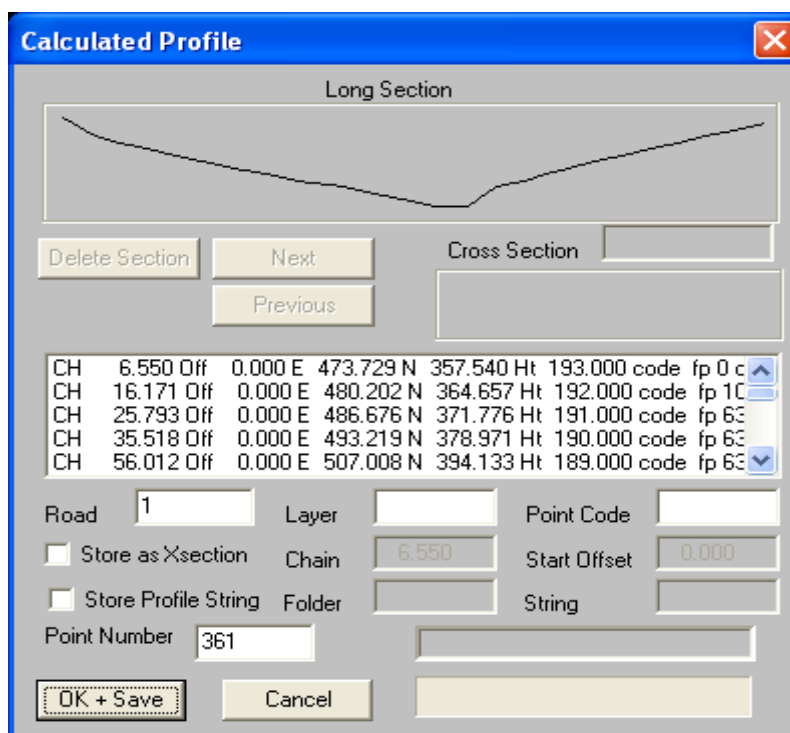 Calculated Profile
Long Section
Delete Section Next Cross Section
Previous
CH 6.550 Off 0.000 E 473.729 N 357.540 Ht 193.000 code fp 0 c
CH 16.171 Off 0.000 E 480.202 N 364.657 Ht 192.000 code fp 10
CH 25.793 Off 0.000 E 486.676 N 371.776 Ht 191.000 code fp 63
CH 35.518 Off 0.000 E 493.219 N 378.971 Ht 190.000 code fp 63
CH 56.012 Off 0.000 E 507.008 N 394.133 Ht 189.000 code fp 63
Road 1 Layer Point Code
Store as Xsection Chain 6.550 Start Offset 0.000
Store Profile String Folder String
Point Number 361
OK + Save Cancel